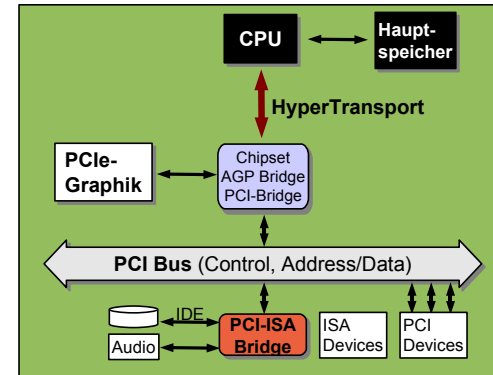 CPU
Haupt-
speicher
HyperTransport
PCIe-
Graphik
Chipset
AGP Bridge
PCI-Bridge
PCI Bus (Control, Address/Data)
IDE
Audio
PCI-ISA
Bridge
ISA
Devices
PCI
Devices